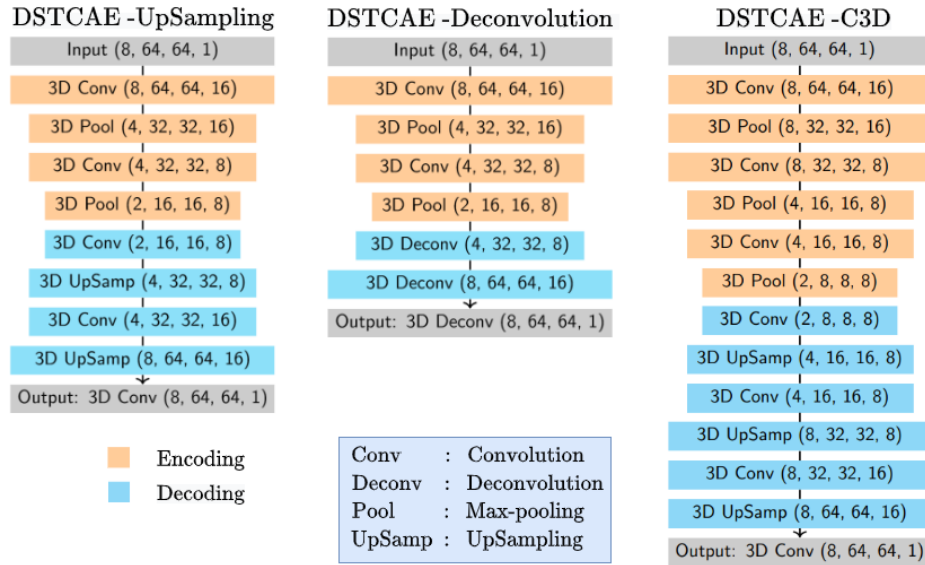 DSTCAE -UpSampling
Input (8, 64, 64, 1)
3D Conv (8, 64, 64, 16)
3D Pool (4, 32, 32, 16)
3D Conv (4, 32, 32, 8)
3D Pool (2, 16, 16, 8)
3D Conv (2, 16, 16, 8)
3D UpSamp (4, 32, 32, 8)
3D Conv (4, 32, 32, 16)
3D UpSamp (8, 64, 64, 16)
Output: 3D Conv (8, 64, 64, 1)
Encoding
Decoding
DSTCAE -Deconvolution
Input (8, 64, 64, 1)
3D Conv (8, 64, 64, 16)
3D Pool (4, 32, 32, 16)
3D Conv (4, 32, 32, 8)
3D Pool (2, 16, 16, 8)
3D Deconv (4, 32, 32, 8)
3D Deconv (8, 64, 64, 16)
Output: 3D Deconv (8, 64, 64, 1)
Conv : Convolution
Deconv : Deconvolution
Pool : Max-pooling
UpSamp : UpSampling
DSTCAE -C3D
Input (8, 64, 64, 1)
3D Conv (8, 64, 64, 16)
3D Pool (8, 32, 32, 16)
3D Conv (8, 32, 32, 8)
3D Pool (4, 16, 16, 8)
3D Conv (4, 16, 16, 8)
3D Pool (2, 8, 8, 8)
3D Conv (2, 8, 8, 8)
3D UpSamp (4, 16, 16, 8)
3D Conv (4, 16, 16, 8)
3D UpSamp (8, 32, 32, 8)
3D Conv (8, 32, 32, 16)
3D UpSamp (8, 64, 64, 16)
Output: 3D Conv (8, 64, 64, 1)